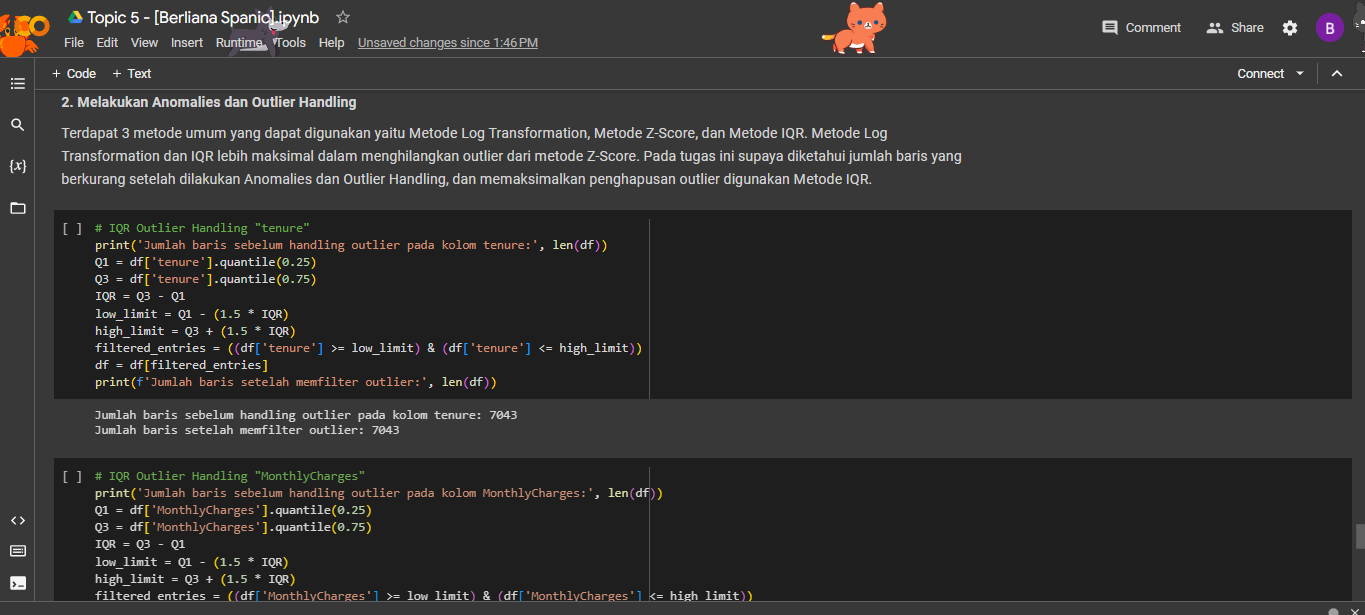 Topic 5 - [Berliana Spanic].ipynb
File Edit View Insert Runtime Tools Help Unsaved changes since 1:46 PM
Comment Share B
+ Code + Text
Connect
2. Melakukan Anomalies dan Outlier Handling
Terdapat 3 metode umum yang dapat digunakan yaitu Metode Log Transformation, Metode Z-Score, dan Metode IQR. Metode Log
Transformation dan IQR lebih maksimal dalam menghilangkan outlier dari metode Z-Score. Pada tugas ini supaya diketahui jumlah baris yang
berkurang setelah dilakukan Anomalies dan Outlier Handling, dan memaksimalkan penghapusan outlier digunakan Metode IQR.
[ ] # IQR Outlier Handling "tenure"
print('Jumlah baris sebelum handling outlier pada kolom tenure:', len(df))
Q1 = df['tenure'].quantile(0.25)
Q3 = df['tenure'].quantile(0.75)
IQR = Q3 - Q1
low_limit = Q1 - (1.5 * IQR)
high_limit = Q3 + (1.5 * IQR)
filtered_entries = ((df['tenure'] >= low_limit) & (df['tenure'] <= high_limit))
df = df[filtered_entries]
print(f'Jumlah baris setelah memfilter outlier:', len(df))
Jumlah baris sebelum handling outlier pada kolom tenure: 7043
Jumlah baris setelah memfilter outlier: 7043
[ ] # IQR Outlier Handling "MonthlyCharges"
print('Jumlah baris sebelum handling outlier pada kolom MonthlyCharges:', len(df))
Q1 = df['MonthlyCharges'].quantile(0.25)
Q3 = df['MonthlyCharges'].quantile(0.75)
IQR = Q3 - Q1
low_limit = Q1 - (1.5 * IQR)
high_limit = Q3 + (1.5 * IQR)
filtered_entries = ((df['MonthlyCharges'] >= low_limit) & (df['MonthlyCharges'] <= high_limit))